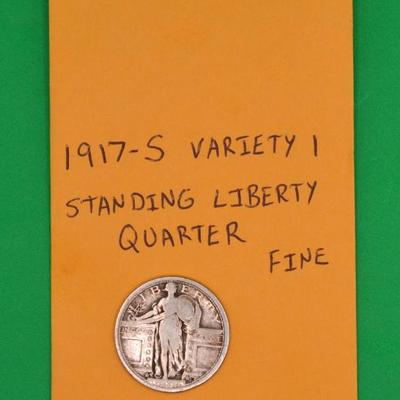 1917-S VARIETY 1
STANDING LIBERTY
QUARTER
FINE
LIBERTY